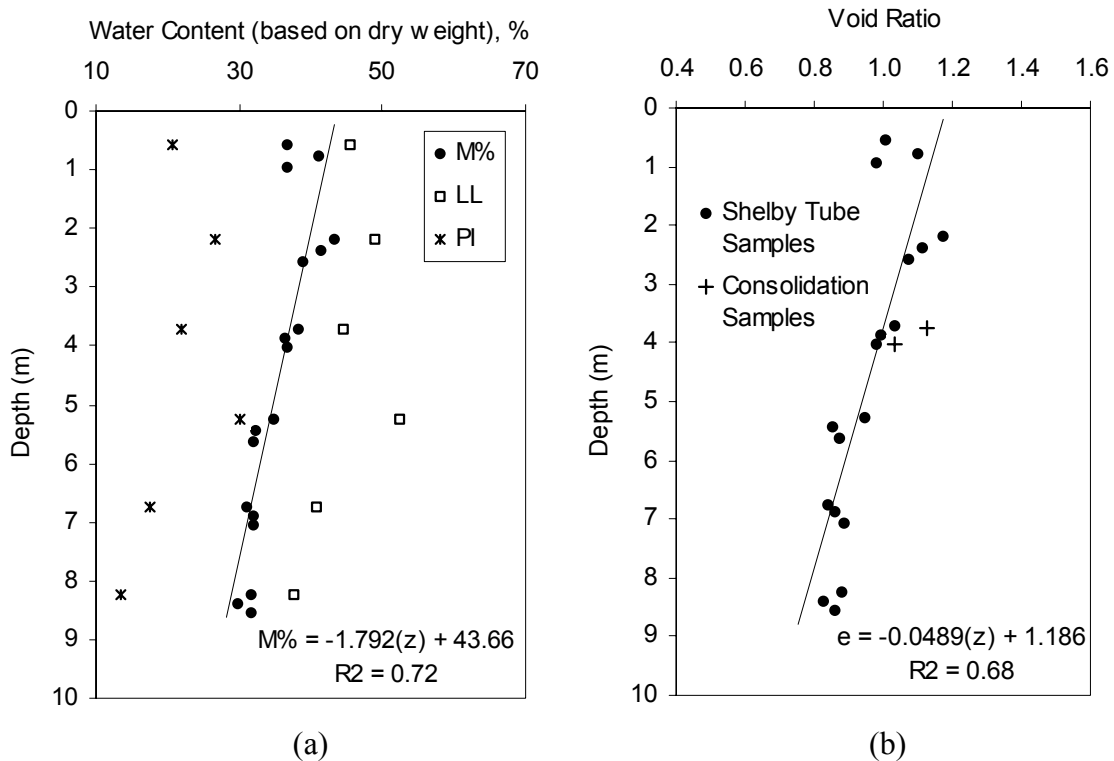 Water Content (based on dry weight), %
10 30 50 70
0
1
2
3
4
5
6
7
8
9
10
Depth (m)
M%
LL
PI
M% = -1.792(z) + 43.66
R2 = 0.72
(a)
Void Ratio
0.4 0.6 0.8 1.0 1.2 1.4 1.6
0
1
2
3
4
5
6
7
8
9
10
Depth (m)
Shelby Tube
Samples
Consolidation
Samples
e = -0.0489(z) + 1.186
R2 = 0.68
(b)